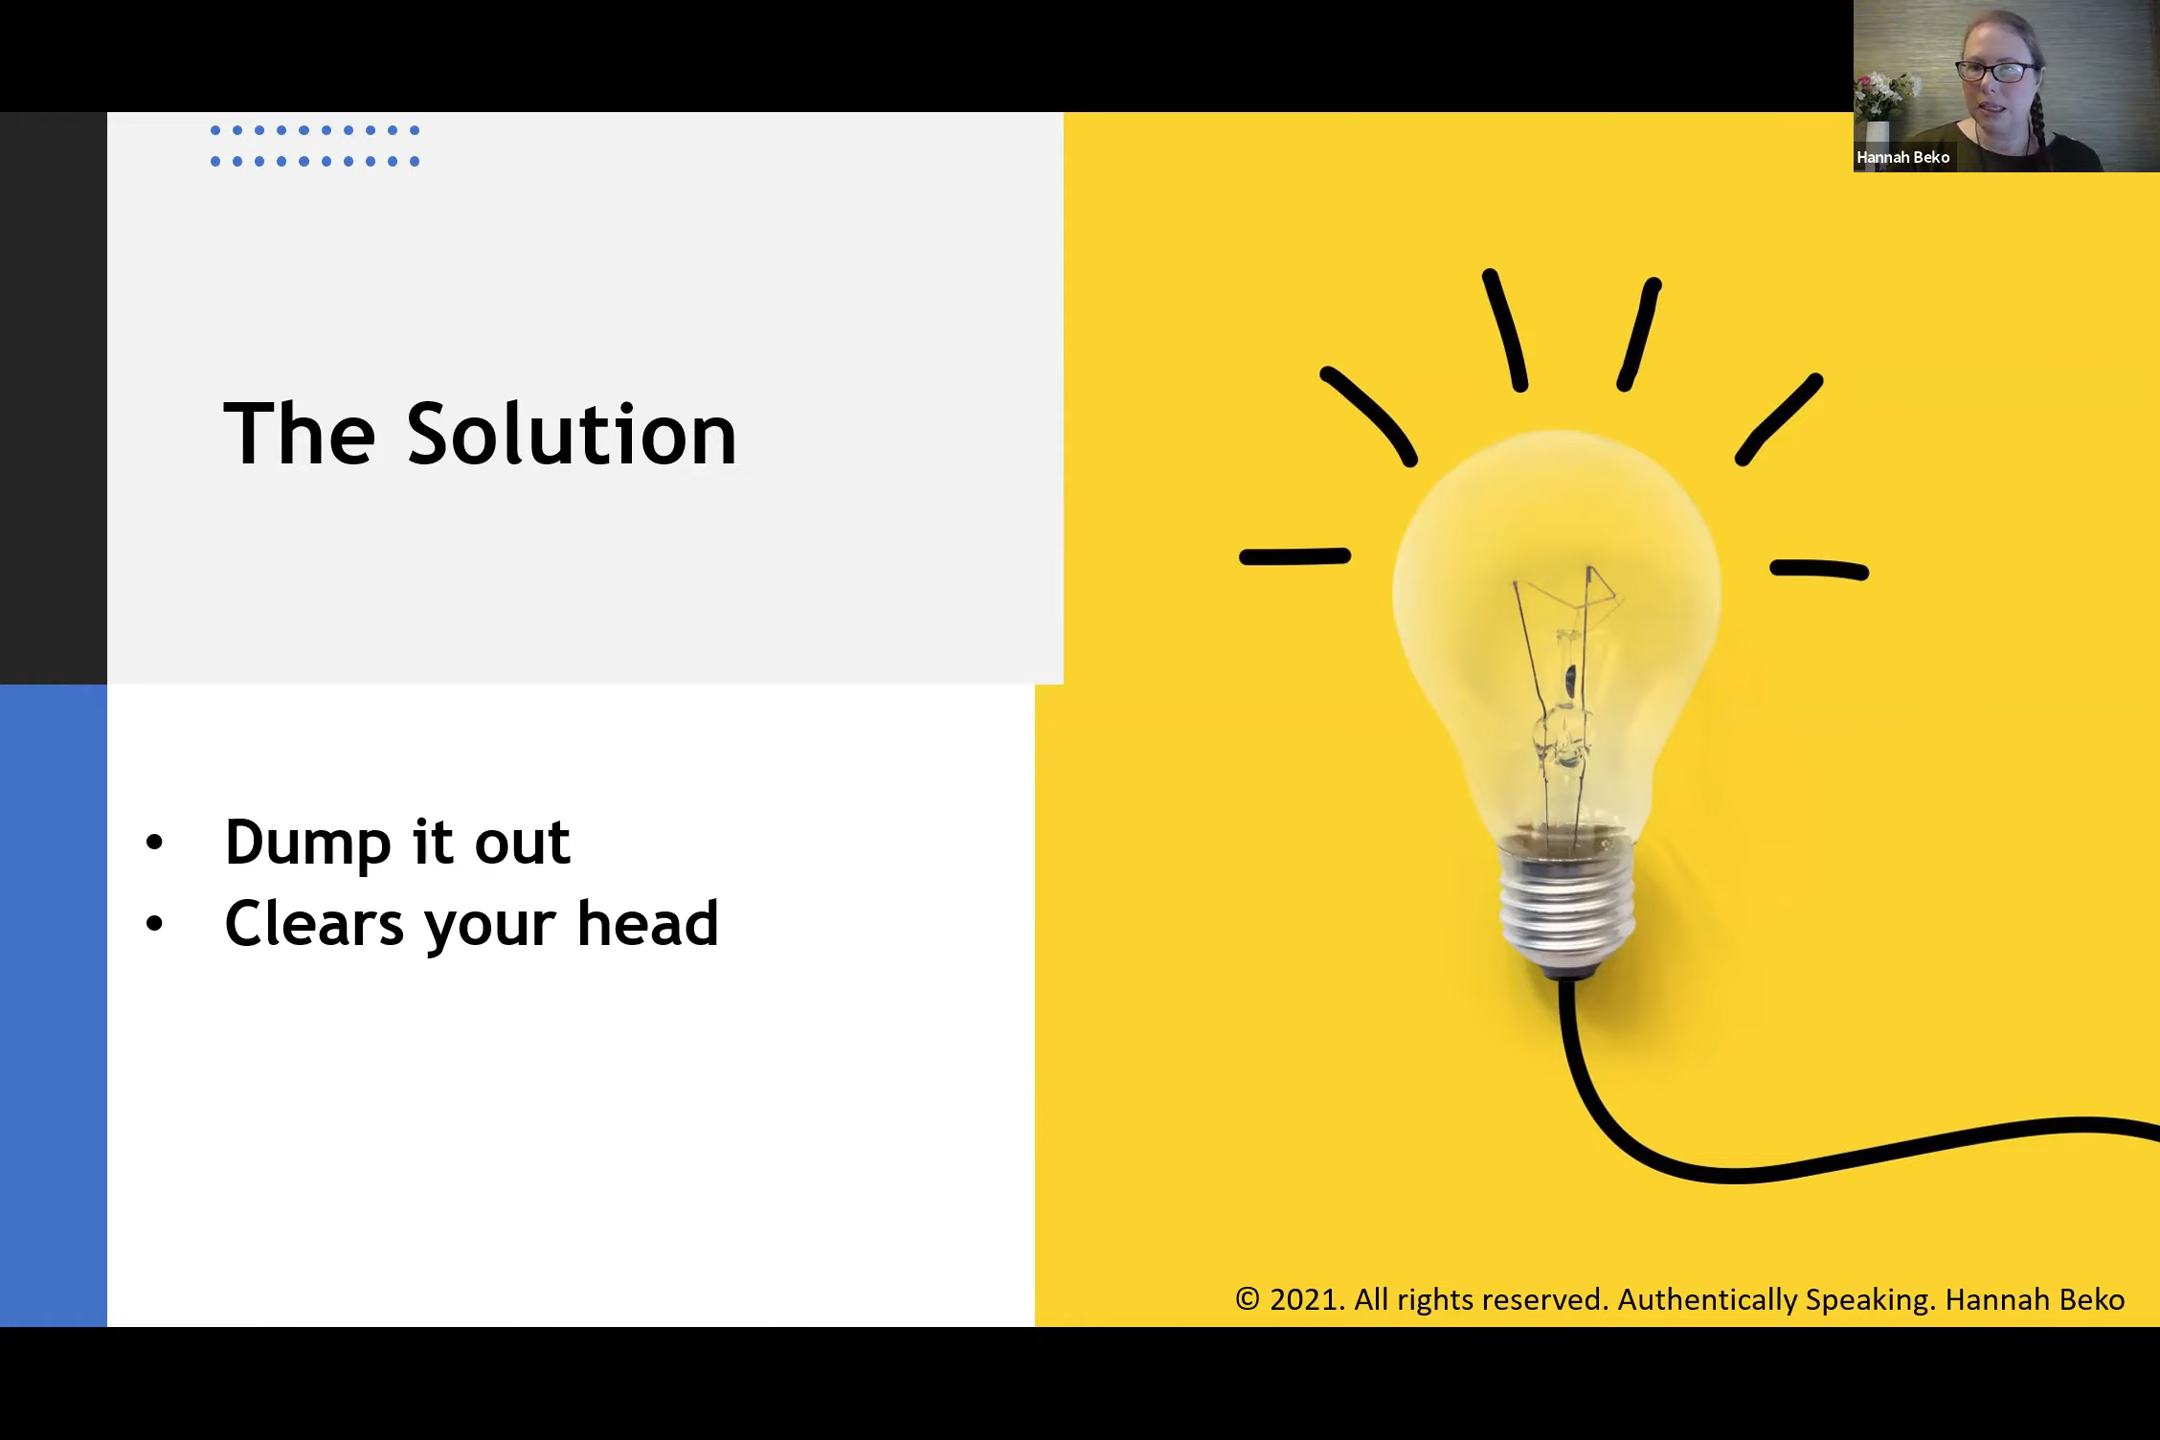 Hannah Beko
The Solution
• Dump it out
• Clears your head
© 2021. All rights reserved. Authentically Speaking. Hannah Beko